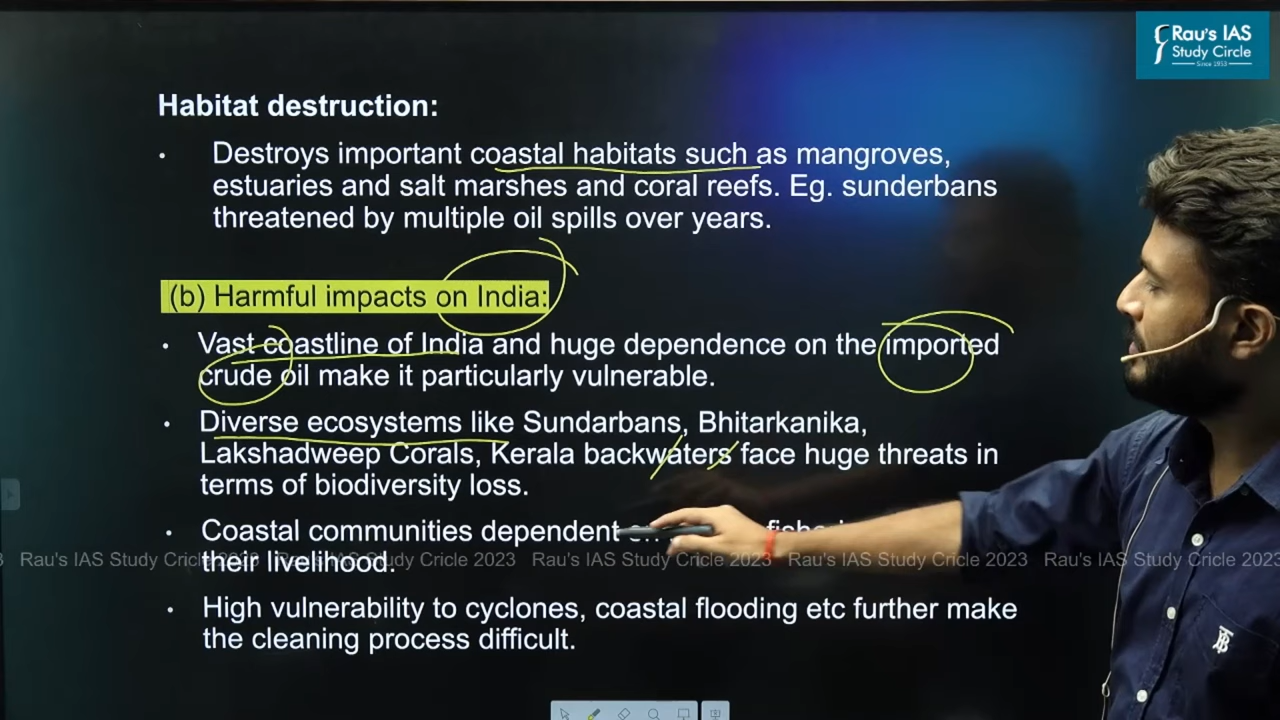 Rau's IAS
Study Circle
Since 1953
Habitat destruction:
• Destroys important coastal habitats such as mangroves,
estuaries and salt marshes and coral reefs. Eg. sunderbans
threatened by multiple oil spills over years.
(b) Harmful impacts on India:
• Vast coastline of India and huge dependence on the imported
crude oil make it particularly vulnerable.
• Diverse ecosystems like Sundarbans, Bhitarkanika,
Lakshadweep Corals, Kerala backwaters face huge threats in
terms of biodiversity loss.
• Coastal communities dependent
their livelihood.
3 Rau's IAS Study Cricle 2023 Rau's IAS Study Cricle 2023 Rau's IAS Study Cricle 2023 Rau's IAS Study Cricle 2023
• High vulnerability to cyclones, coastal flooding etc further make
the cleaning process difficult.